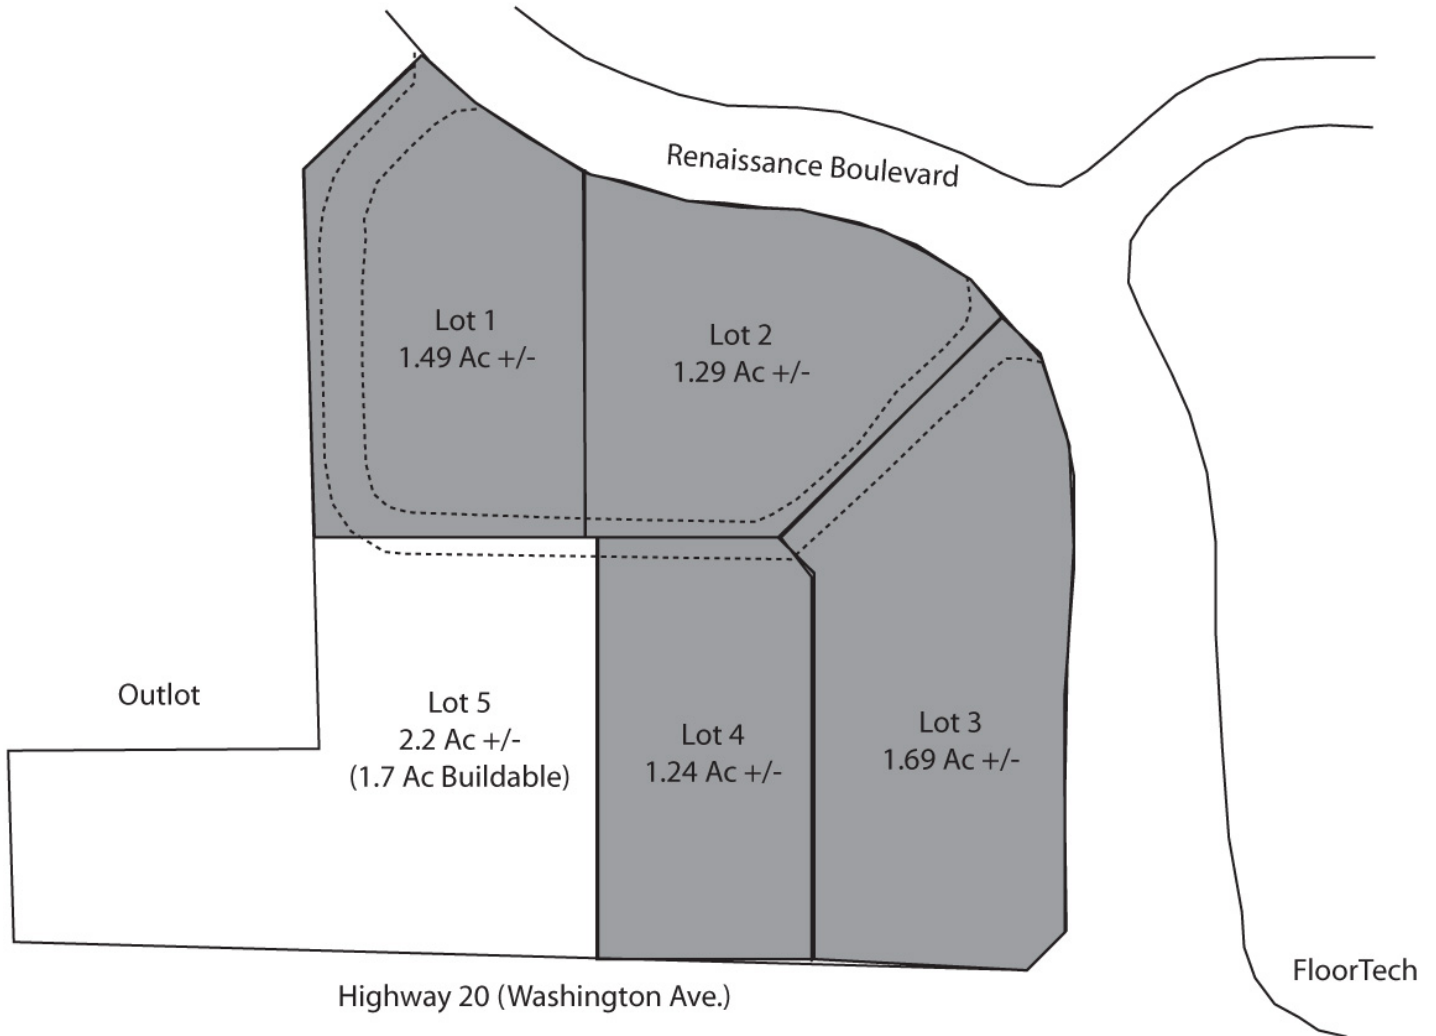 Renaissance Boulevard
Lot 1
1.49 Ac +/-
Lot 2
1.29 Ac +/-
Outlot
Lot 5
2.2 Ac +/-
(1.7 Ac Buildable)
Lot 4
1.24 Ac +/-
Lot 3
1.69 Ac +/-
FloorTech
Highway 20 (Washington Ave.)